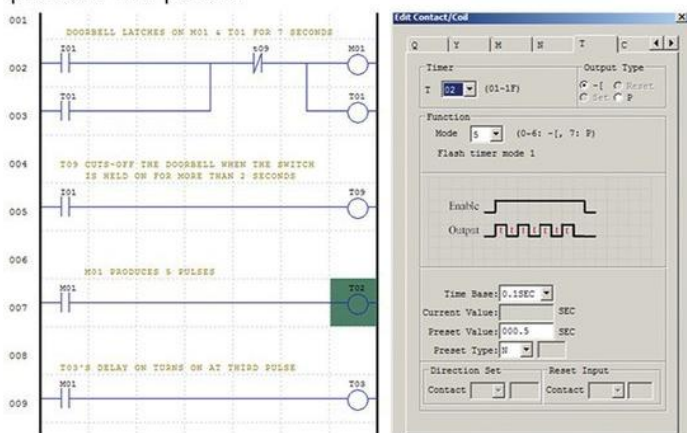 001
DOORBELL LATCHES ON M01 & T01 FOR 7 SECONDS
I01
t09
M01
002
T01
T01
003
004
T09 CUTS-OFF THE DOORBELL WHEN THE SWITCH
IS HELD ON FOR MORE THAN 2 SECONDS
I01
T09
005
006
M01 PRODUCES 5 PULSES
M01
T02
007
008
T03'S DELAY ON TURNS ON AT THIRD PULSE
M01
T03
009
Edit Contact/Coil
Q Y M N T C
Timer
T 02 (01-1F)
Output Type
-[ Reset
Set P
Function
Mode 5 (0-6: -[, 7: P)
Flash timer mode 1
Enable
Output
t t t t t t
Time Base: 0.1SEC
Current Value: SEC
Preset Value: 000.5 SEC
Preset Type: N
Direction Set
Contact
Reset Input
Contact